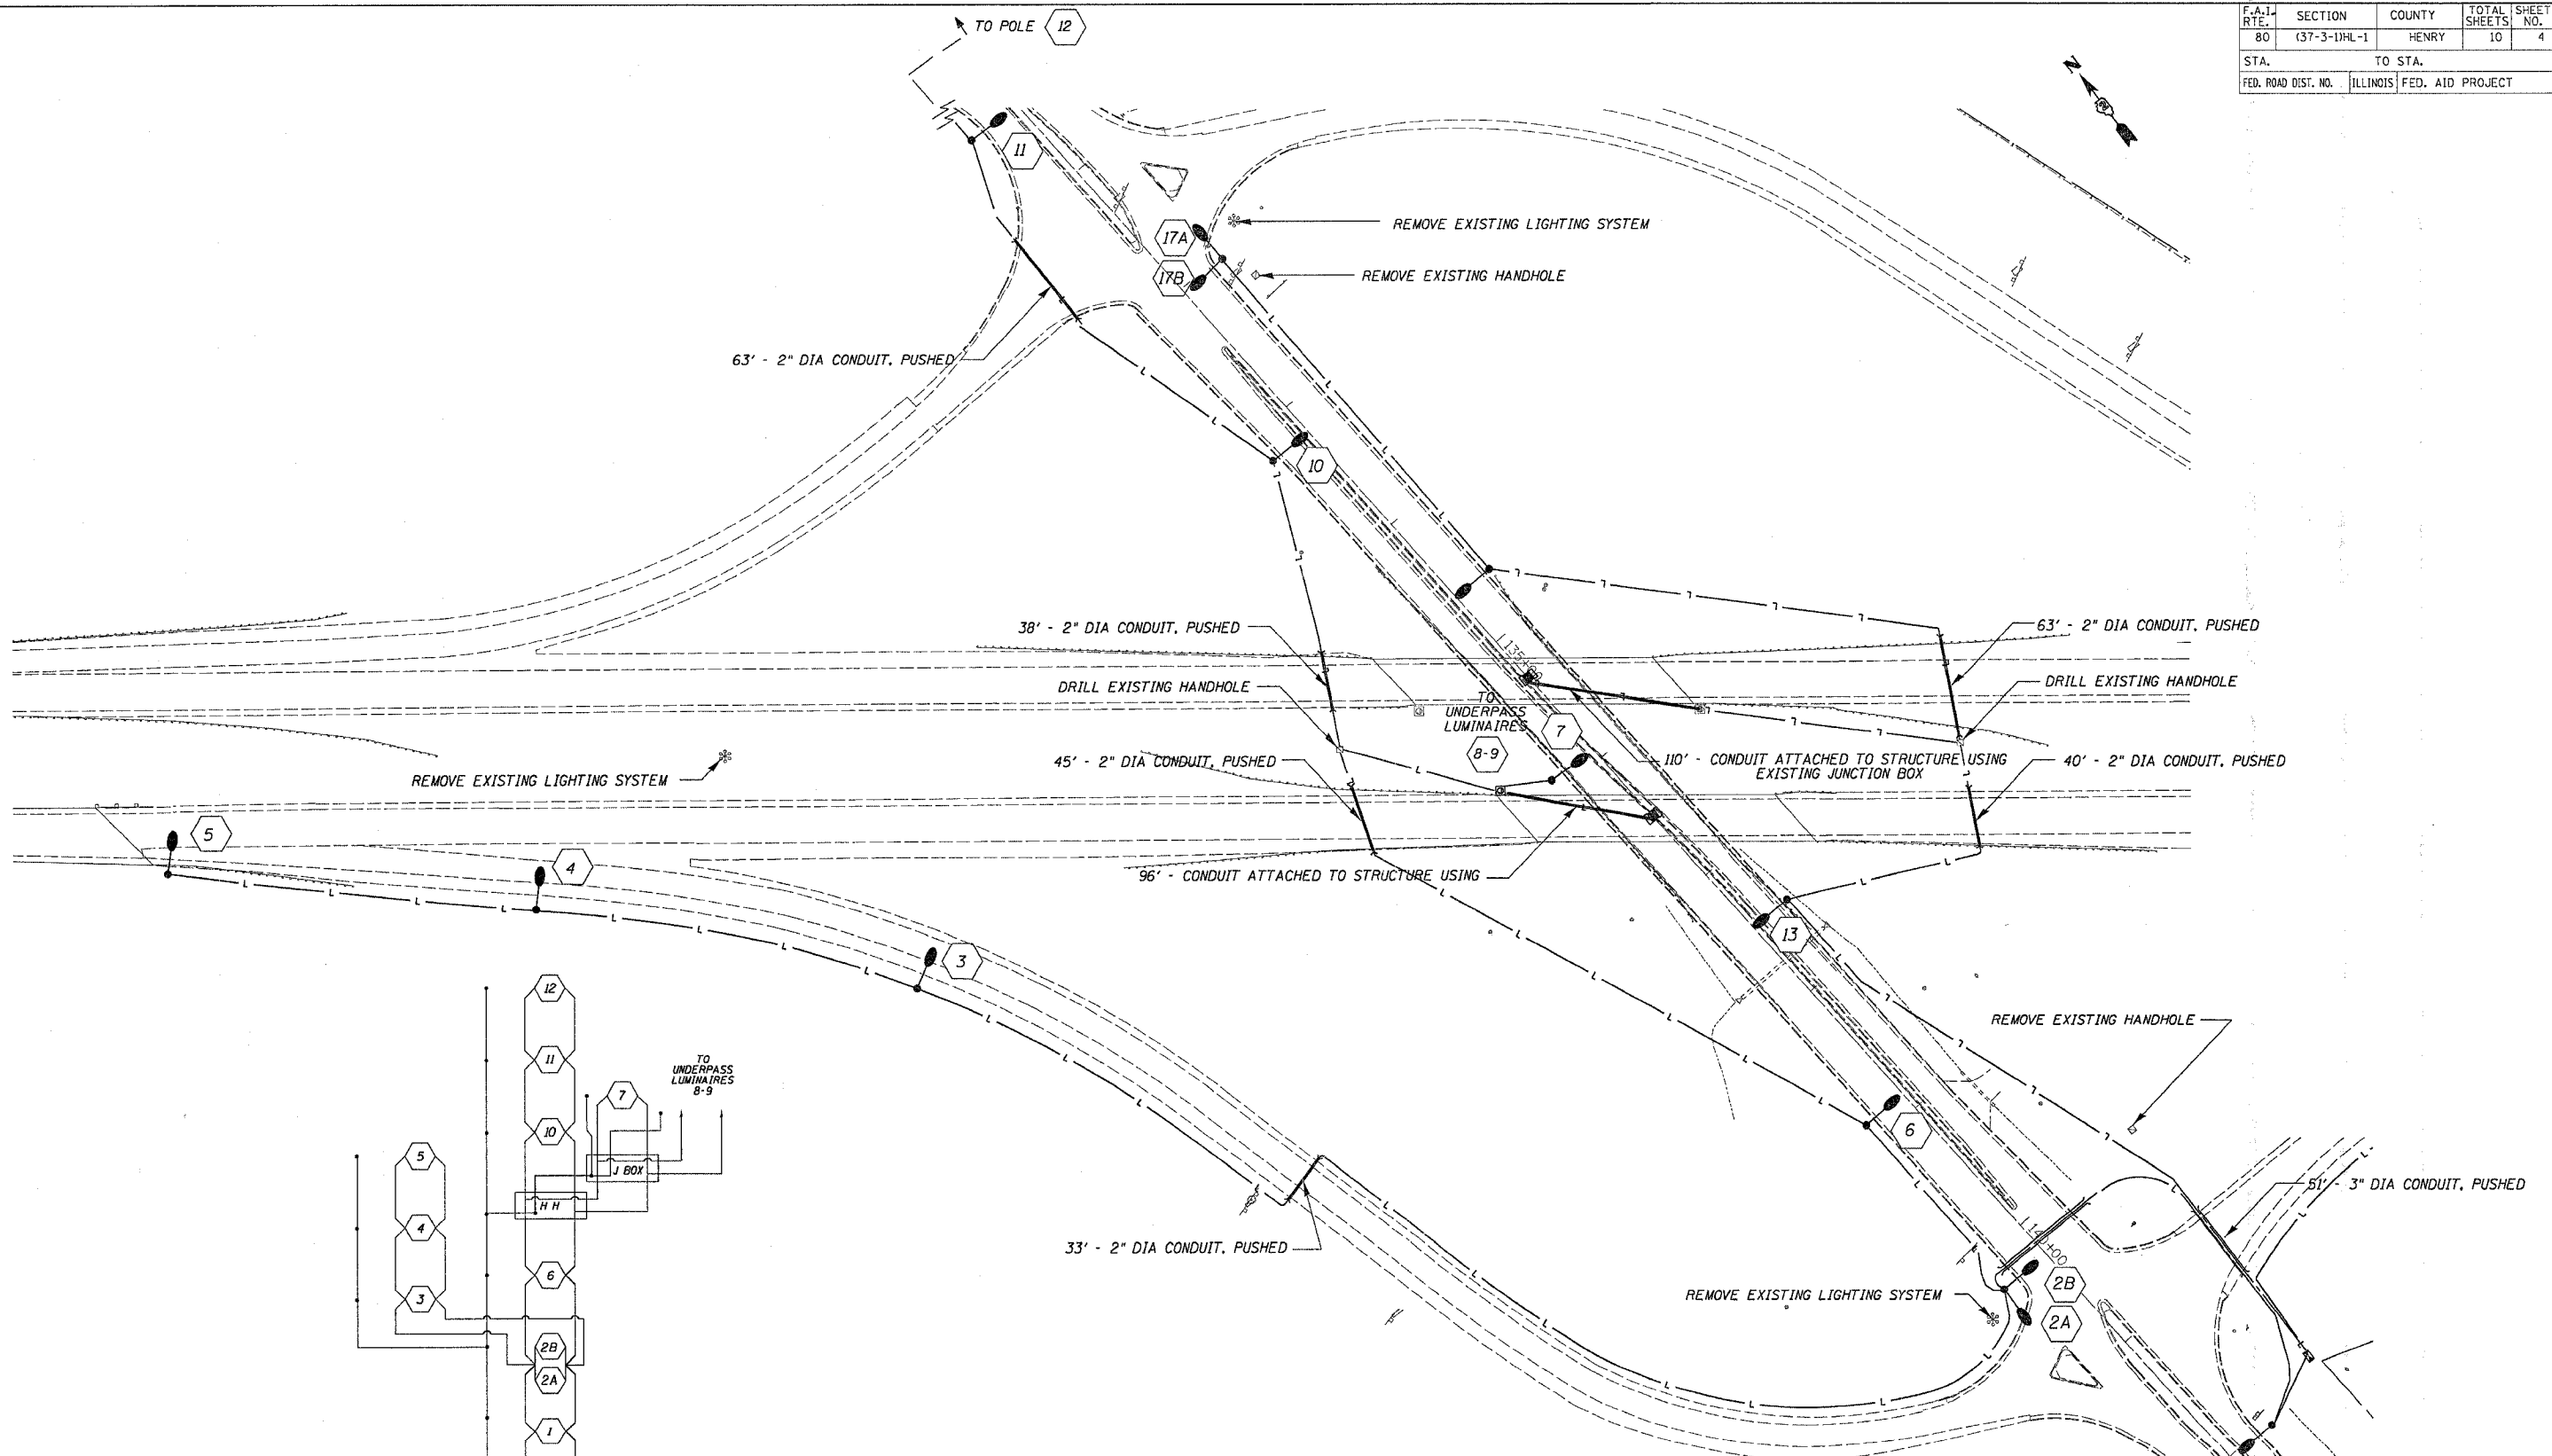 F.A.I. RTE. SECTION COUNTY TOTAL SHEETS SHEET NO.
80 (37-3-1)HL-1 HENRY 10 4
STA. TO STA.
FED. ROAD DIST. NO. ILLINOIS FED. AID PROJECT
TO POLE 12
N
11
17A
REMOVE EXISTING LIGHTING SYSTEM
17B
REMOVE EXISTING HANDHOLE
63' - 2" DIA CONDUIT, PUSHED
10
38' - 2" DIA CONDUIT, PUSHED
63' - 2" DIA CONDUIT, PUSHED
DRILL EXISTING HANDHOLE
DRILL EXISTING HANDHOLE
TO
UNDERPASS
LUMINAIRES
8-9
7
45' - 2" DIA CONDUIT, PUSHED
110' - CONDUIT ATTACHED TO STRUCTURE USING
EXISTING JUNCTION BOX
40' - 2" DIA CONDUIT, PUSHED
REMOVE EXISTING LIGHTING SYSTEM
5
4
96' - CONDUIT ATTACHED TO STRUCTURE USING
13
3
REMOVE EXISTING HANDHOLE
6
51' - 3" DIA CONDUIT, PUSHED
33' - 2" DIA CONDUIT, PUSHED
140+00
REMOVE EXISTING LIGHTING SYSTEM
2B
2A
12
11
TO
UNDERPASS
LUMINAIRES
8-9
7
10
5
J BOX
H H
4
6
3
2B
2A
1